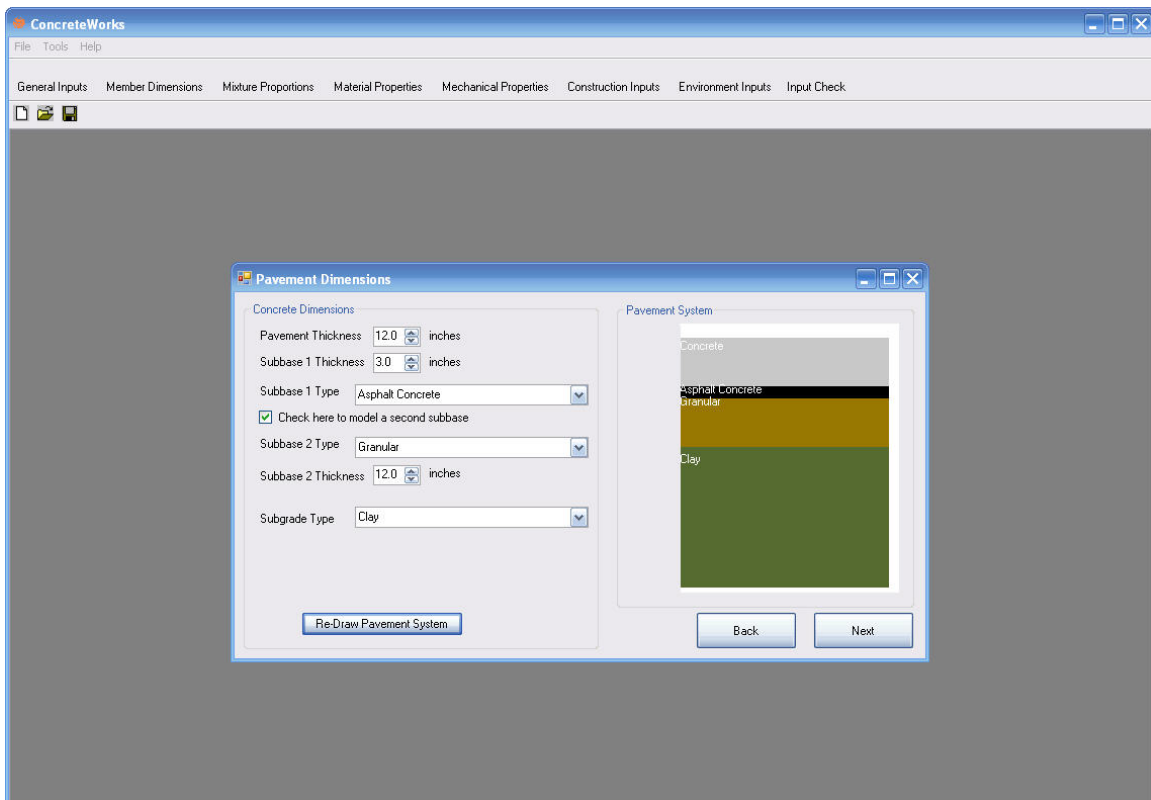 ConcreteWorks
File Tools Help
General Inputs Member Dimensions Mixture Proportions Material Properties Mechanical Properties Construction Inputs Environment Inputs Input Check
Pavement Dimensions
Concrete Dimensions
Pavement Thickness 12.0 inches
Subbase 1 Thickness 3.0 inches
Subbase 1 Type Asphalt Concrete
Check here to model a second subbase
Subbase 2 Type Granular
Subbase 2 Thickness 12.0 inches
Subgrade Type Clay
Re-Draw Pavement System
Pavement System
Concrete
Asphalt Concrete
Granular
Clay
Back Next